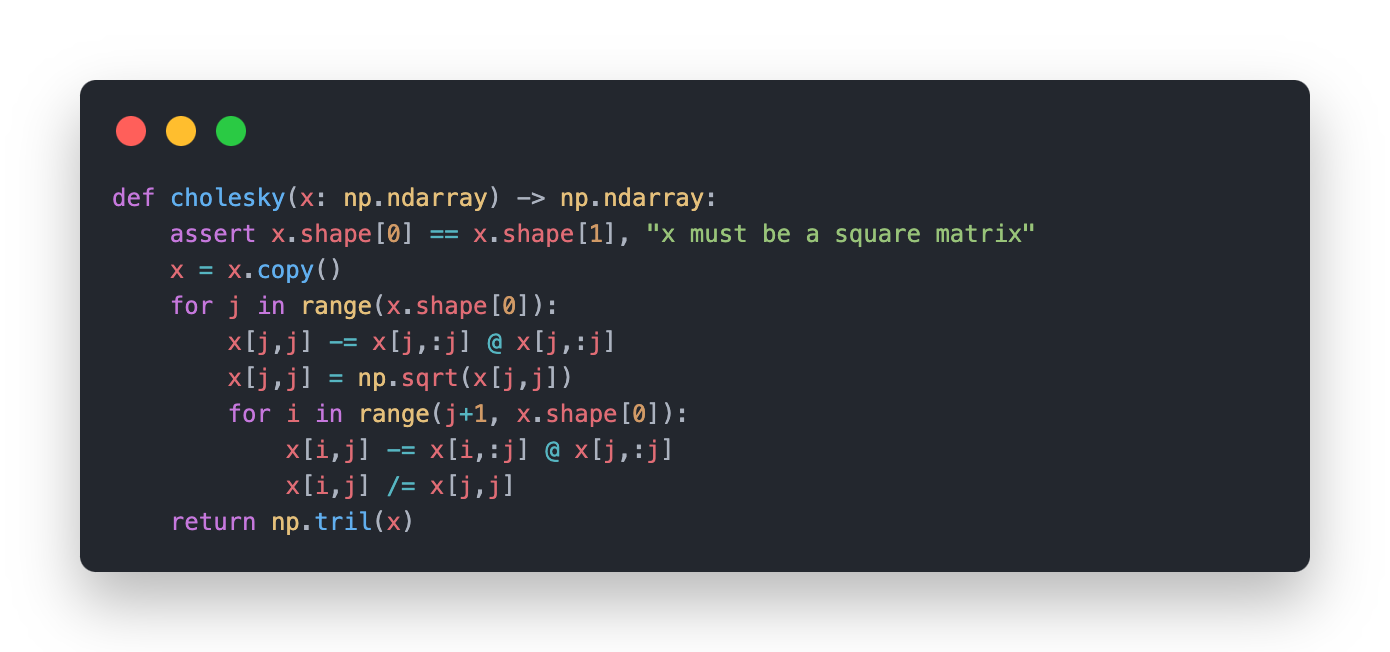 def cholesky(x: np.ndarray) -> np.ndarray:
    assert x.shape[0] == x.shape[1], "x must be a square matrix"
    x = x.copy()
    for j in range(x.shape[0]):
        x[j,j] -= x[j,:j] @ x[j,:j]
        x[j,j] = np.sqrt(x[j,j])
        for i in range(j+1, x.shape[0]):
            x[i,j] -= x[i,:j] @ x[j,:j]
            x[i,j] /= x[j,j]
    return np.tril(x)